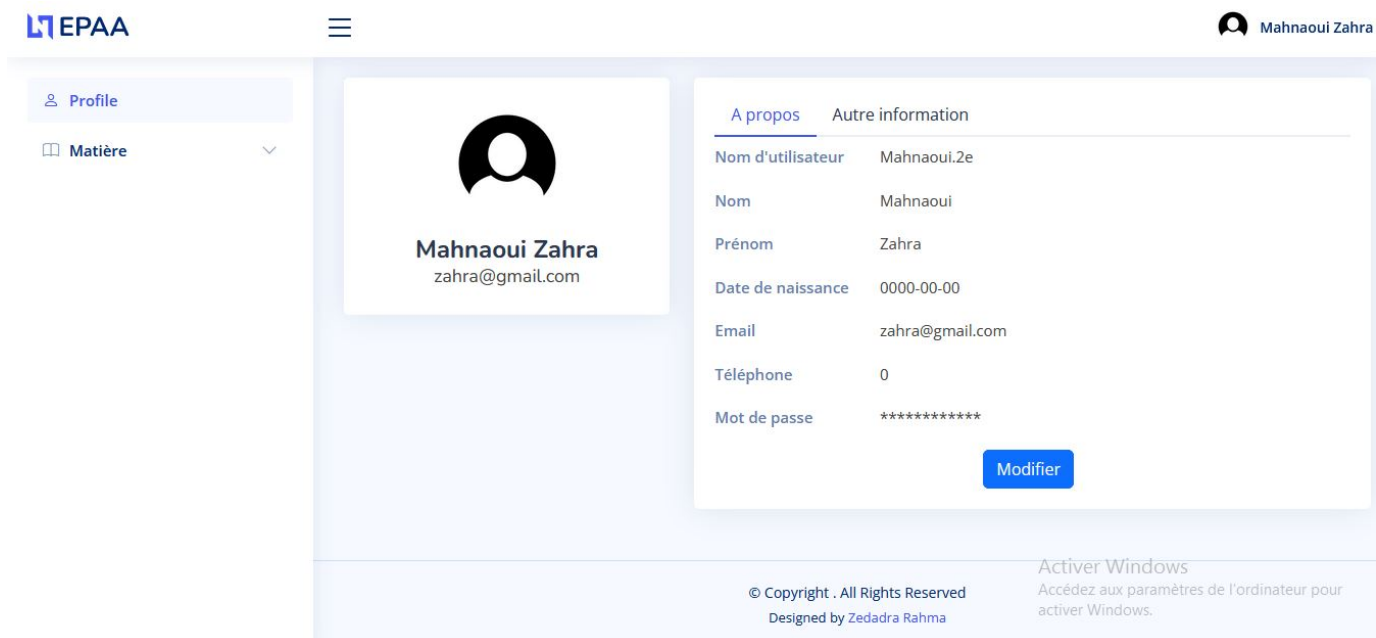 EPAA
Mahnaoui Zahra
Profile
Matière
Mahnaoui Zahra
zahra@gmail.com
A propos Autre information
Nom d'utilisateur Mahnaoui.2e
Nom Mahnaoui
Prénom Zahra
Date de naissance 0000-00-00
Email zahra@gmail.com
Téléphone 0
Mot de passe ************
Modifier
© Copyright . All Rights Reserved
Designed by Zedadra Rahma
Activer Windows
Accédez aux paramètres de l'ordinateur pour
activer Windows.